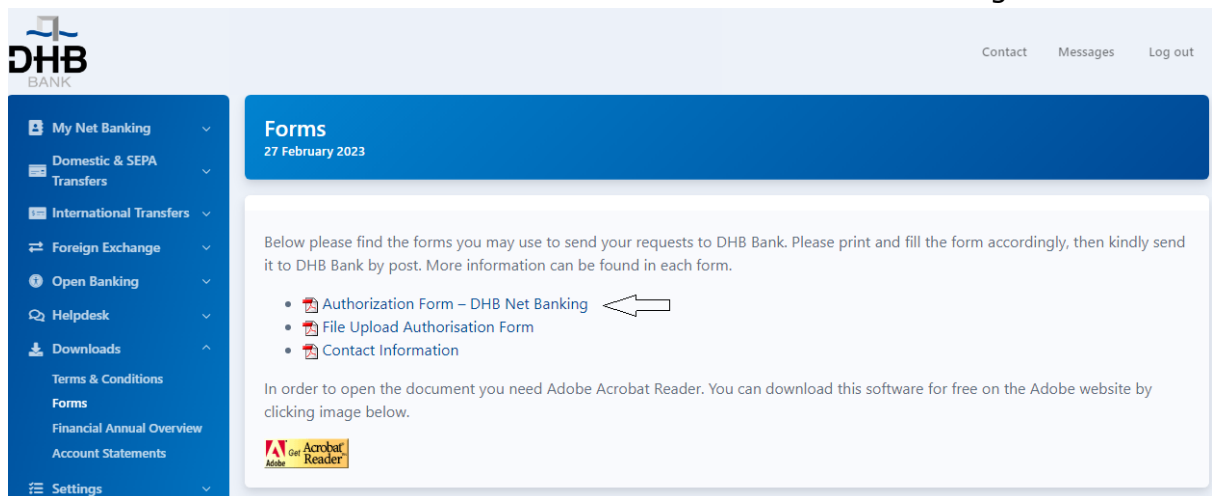 DHB
BANK
Contact Messages Log out
My Net Banking
Domestic & SEPA
Transfers
International Transfers
Foreign Exchange
Open Banking
Helpdesk
Downloads
Terms & Conditions
Forms
Financial Annual Overview
Account Statements
Settings
Forms
27 February 2023
Below please find the forms you may use to send your requests to DHB Bank. Please print and fill the form accordingly, then kindly send
it to DHB Bank by post. More information can be found in each form.
Authorization Form – DHB Net Banking
File Upload Authorisation Form
Contact Information
In order to open the document you need Adobe Acrobat Reader. You can download this software for free on the Adobe website by
clicking image below.
Adobe Get Acrobat
Reader